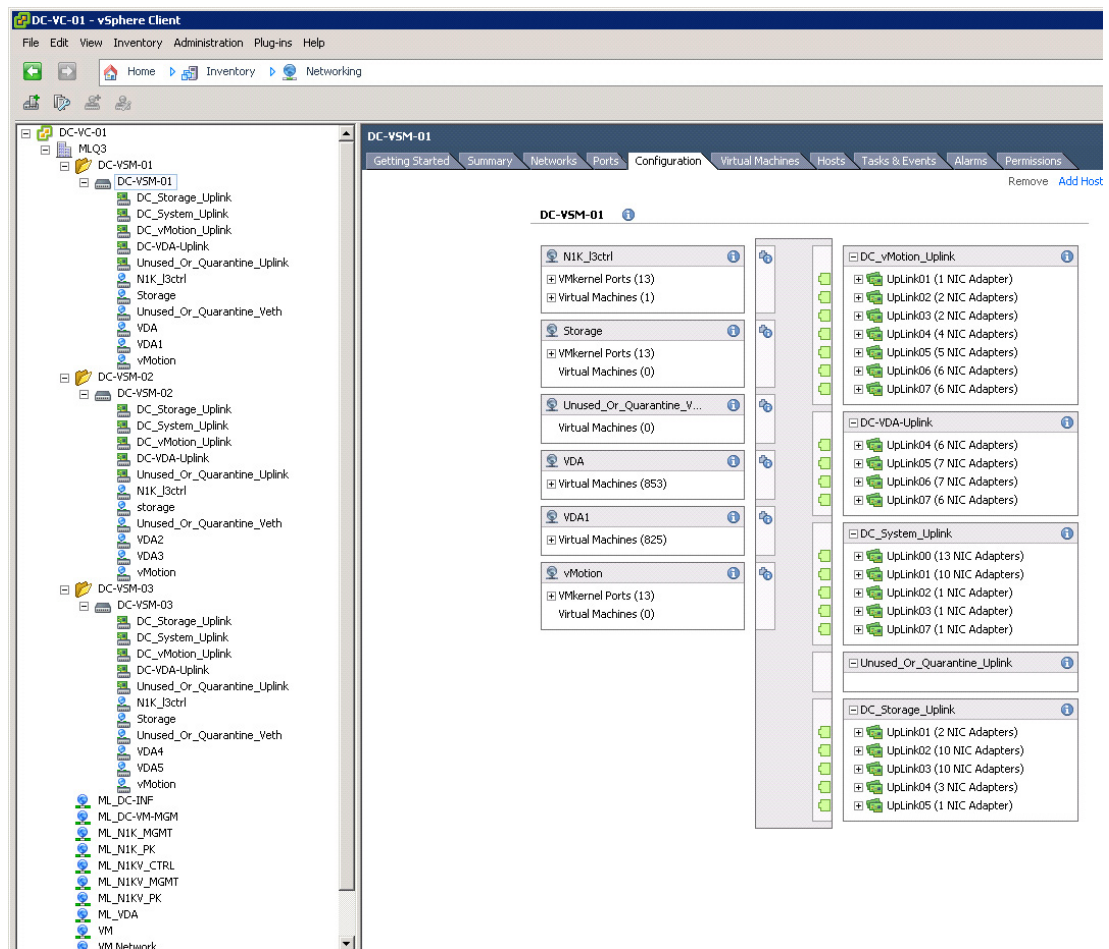 DC-VC-01 - vSphere Client
File Edit View Inventory Administration Plug-ins Help
Home Inventory Networking
DC-VC-01
MLQ3
DC-VSM-01
DC-VSM-01
DC_Storage_Uplink
DC_System_Uplink
DC_vMotion_Uplink
DC-VDA-Uplink
Unused_Or_Quarantine_Uplink
N1K_l3ctrl
Storage
Unused_Or_Quarantine_Veth
VDA
VDA1
vMotion
DC-VSM-02
DC-VSM-02
DC_Storage_Uplink
DC_System_Uplink
DC_vMotion_Uplink
DC-VDA-Uplink
Unused_Or_Quarantine_Uplink
N1K_l3ctrl
storage
Unused_Or_Quarantine_Veth
VDA2
VDA3
vMotion
DC-VSM-03
DC-VSM-03
DC_Storage_Uplink
DC_System_Uplink
DC_vMotion_Uplink
DC-VDA-Uplink
Unused_Or_Quarantine_Uplink
N1K_l3ctrl
Storage
Unused_Or_Quarantine_Veth
VDA4
VDA5
vMotion
ML_DC-INF
ML_DC-VM-MGM
ML_N1K_MGMT
ML_N1K_PK
ML_N1KV_CTRL
ML_N1KV_MGMT
ML_N1KV_PK
ML_VDA
VM
VM Network
DC-VSM-01
Getting Started Summary Networks Ports Configuration Virtual Machines Hosts Tasks & Events Alarms Permissions
Remove Add Host
DC-VSM-01
N1K_l3ctrl
VMkernel Ports (13)
Virtual Machines (1)
Storage
VMkernel Ports (13)
Virtual Machines (0)
Unused_Or_Quarantine_V...
Virtual Machines (0)
VDA
Virtual Machines (853)
VDA1
Virtual Machines (825)
vMotion
VMkernel Ports (13)
Virtual Machines (0)
DC_vMotion_Uplink
UpLink01 (1 NIC Adapter)
UpLink02 (2 NIC Adapters)
UpLink03 (2 NIC Adapters)
UpLink04 (4 NIC Adapters)
UpLink05 (5 NIC Adapters)
UpLink06 (6 NIC Adapters)
UpLink07 (6 NIC Adapters)
DC-VDA-Uplink
UpLink04 (6 NIC Adapters)
UpLink05 (7 NIC Adapters)
UpLink06 (7 NIC Adapters)
UpLink07 (6 NIC Adapters)
DC_System_Uplink
UpLink00 (13 NIC Adapters)
UpLink01 (10 NIC Adapters)
UpLink02 (1 NIC Adapter)
UpLink03 (1 NIC Adapter)
UpLink07 (1 NIC Adapter)
Unused_Or_Quarantine_Uplink
DC_Storage_Uplink
UpLink01 (2 NIC Adapters)
UpLink02 (10 NIC Adapters)
UpLink03 (10 NIC Adapters)
UpLink04 (3 NIC Adapters)
UpLink05 (1 NIC Adapter)